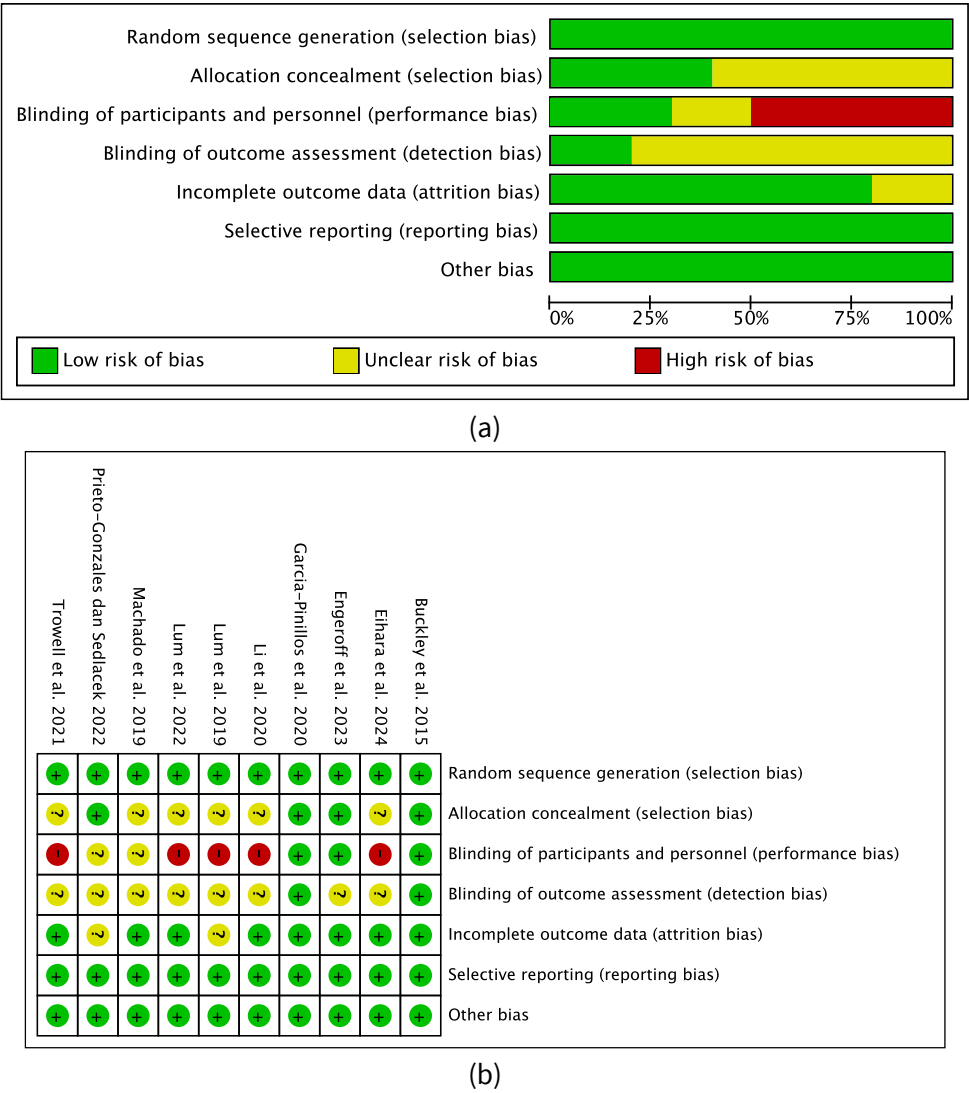 Random sequence generation (selection bias)
Allocation concealment (selection bias)
Blinding of participants and personnel (performance bias)
Blinding of outcome assessment (detection bias)
Incomplete outcome data (attrition bias)
Selective reporting (reporting bias)
Other bias
0% 25% 50% 75% 100%
Low risk of bias Unclear risk of bias High risk of bias
(a)
Trowell et al. 2021
Prieto-Gonzales dan Sedlacek 2022
Machado et al. 2019
Lum et al. 2022
Lum et al. 2019
Li et al. 2020
Garcia-Pinillos et al. 2020
Engeroff et al. 2023
Eihara et al. 2024
Buckley et al. 2015
+ + + + + + + + + + Random sequence generation (selection bias)
? + ? ? ? ? + + ? + Allocation concealment (selection bias)
- ? ? - - - + + - + Blinding of participants and personnel (performance bias)
? ? ? ? ? ? + ? ? + Blinding of outcome assessment (detection bias)
+ ? + + ? + + + + + Incomplete outcome data (attrition bias)
+ + + + + + + + + + Selective reporting (reporting bias)
+ + + + + + + + + + Other bias
(b)